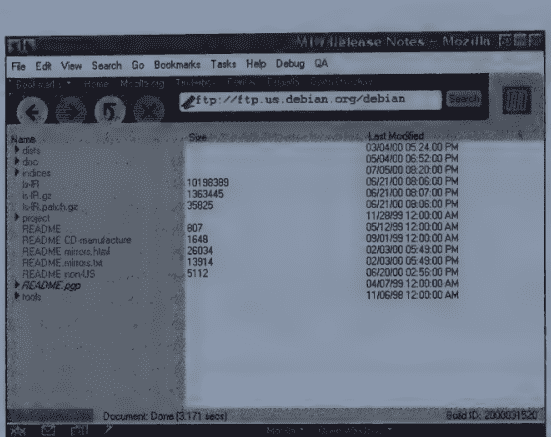 M17 Release Notes - Mozilla
File Edit View Search Go Bookmarks Tasks Help Debug QA
Home
ftp://ftp.us.debian.org/debian Search
Name Size Last Modified
dists 03/04/00 05:24:00 PM
doc 05/04/00 06:52:00 PM
indices 07/05/00 08:20:00 PM
ls-lR 10198389 06/21/00 08:06:00 PM
ls-lR.gz 1363445 06/21/00 08:07:00 PM
ls-lR.patch.gz 35825 06/21/00 08:06:00 PM
project 11/28/99 12:00:00 AM
README 807 05/12/99 12:00:00 AM
README CD-manufacture 1648 09/01/99 12:00:00 AM
README mirrors.html 26034 02/03/00 05:49:00 PM
README.mirrors.txt 13914 02/03/00 05:49:00 PM
README non-US 5112 06/20/00 02:56:00 PM
README.pgp 04/07/99 12:00:00 AM
tools 11/06/98 12:00:00 AM
Document: Done (3.171 secs) Build ID: 2000031520